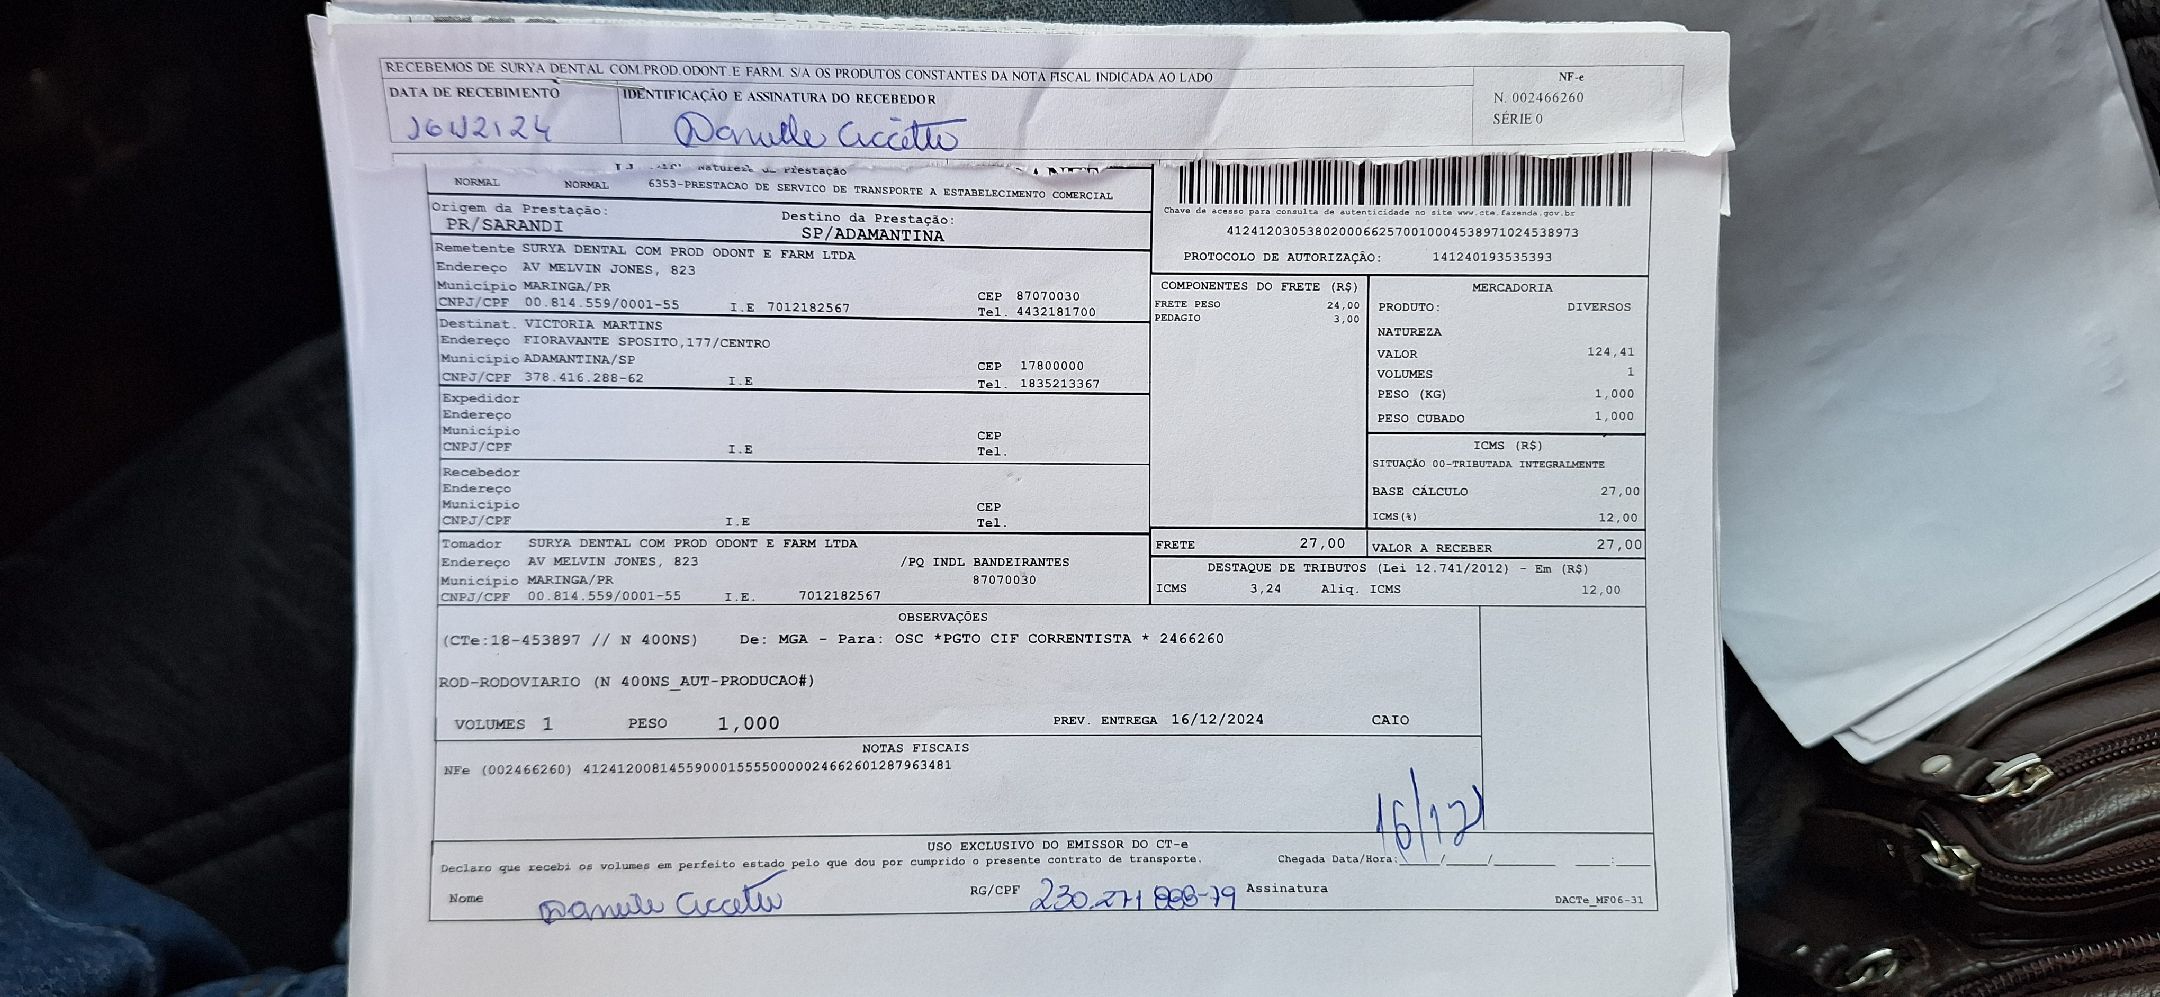 RECEBEMOS DE SURYA DENTAL COM.PROD.ODONT.E FARM. S/A OS PRODUTOS CONSTANTES DA NOTA FISCAL INDICADA AO LADO
NF-e
DATA DE RECEBIMENTO IDENTIFICAÇÃO E ASSINATURA DO RECEBEDOR
N. 002466260
SÉRIE 0
Natureza da Prestação
NORMAL NORMAL 6353-PRESTACAO DE SERVICO DE TRANSPORTE A ESTABELECIMENTO COMERCIAL
Chave de acesso para consulta de autenticidade no site www.cte.fazenda.gov.br
41241203053802000662570010004538971024538973
PROTOCOLO DE AUTORIZAÇÃO: 141240193535393
Origem da Prestação: Destino da Prestação:
PR/SARANDI SP/ADAMANTINA
Remetente SURYA DENTAL COM PROD ODONT E FARM LTDA
Endereço AV MELVIN JONES, 823
Município MARINGA/PR CEP 87070030
CNPJ/CPF 00.814.559/0001-55 I.E 7012182567 Tel. 4432181700
Destinat. VICTORIA MARTINS
Endereço FIORAVANTE SPOSITO,177/CENTRO
Município ADAMANTINA/SP CEP 17800000
CNPJ/CPF 378.416.288-62 I.E Tel. 1835213367
Expedidor
Endereço
Município CEP
CNPJ/CPF I.E Tel.
Recebedor
Endereço
Município CEP
CNPJ/CPF I.E Tel.
Tomador SURYA DENTAL COM PROD ODONT E FARM LTDA
Endereço AV MELVIN JONES, 823 /PQ INDL BANDEIRANTES
Município MARINGA/PR 87070030
CNPJ/CPF 00.814.559/0001-55 I.E. 7012182567
COMPONENTES DO FRETE (R$)
FRETE PESO 24,00
PEDAGIO 3,00
FRETE 27,00
MERCADORIA
PRODUTO: DIVERSOS
NATUREZA
VALOR 124,41
VOLUMES 1
PESO (KG) 1,000
PESO CUBADO 1,000
ICMS (R$)
SITUAÇÃO 00-TRIBUTADA INTEGRALMENTE
BASE CÁLCULO 27,00
ICMS(%) 12,00
VALOR A RECEBER 27,00
DESTAQUE DE TRIBUTOS (Lei 12.741/2012) - Em (R$)
ICMS 3,24 Aliq. ICMS 12,00
OBSERVAÇÕES
(CTe:18-453897 // N 400NS) De: MGA - Para: OSC *PGTO CIF CORRENTISTA * 2466260
ROD-RODOVIARIO (N 400NS_AUT-PRODUCAO#)
VOLUMES 1 PESO 1,000 PREV. ENTREGA 16/12/2024 CAIO
NOTAS FISCAIS
NFe (002466260) 41241200814559000155550000024662601287963481
16/12
USO EXCLUSIVO DO EMISSOR DO CT-e
Declaro que recebi os volumes em perfeito estado pelo que dou por cumprido o presente contrato de transporte. Chegada Data/Hora:____/____/______ ___:___
Nome RG/CPF Assinatura
DACTe_MF06-31